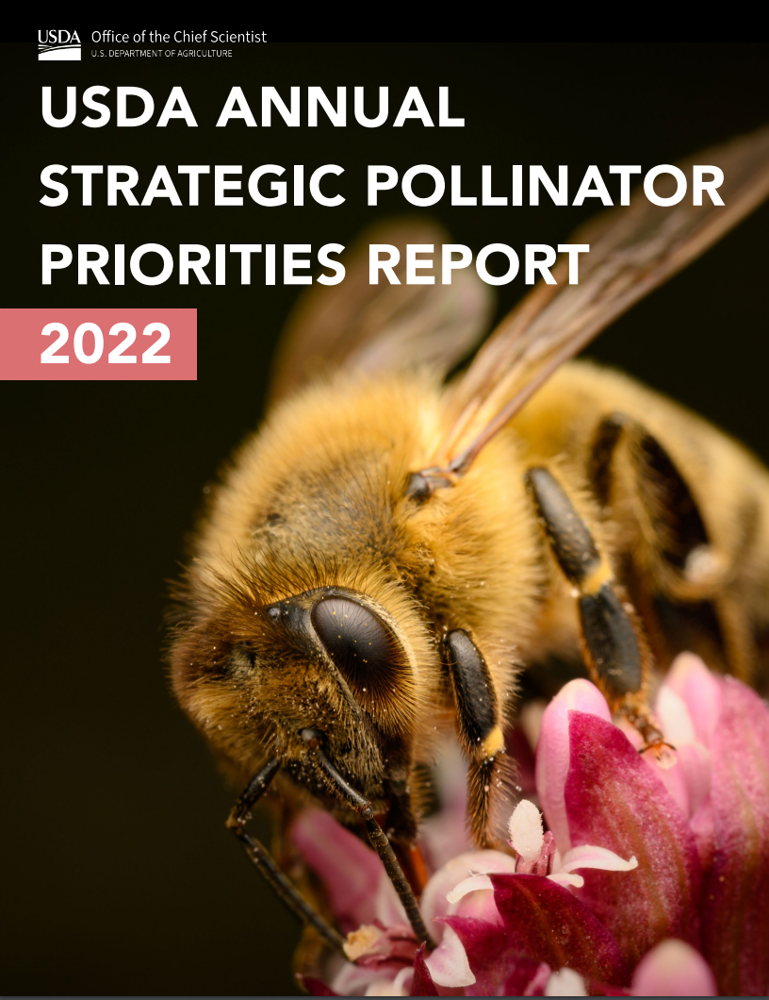 USDA Office of the Chief Scientist
U.S. DEPARTMENT OF AGRICULTURE
USDA ANNUAL
STRATEGIC POLLINATOR
PRIORITIES REPORT
2022